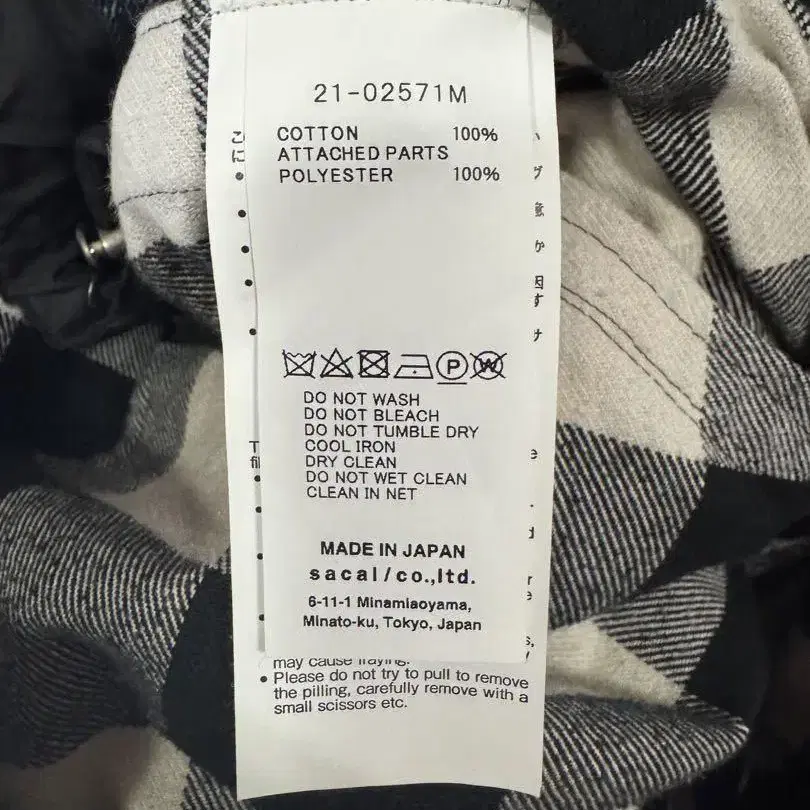 21-02571M
COTTON 100%
ATTACHED PARTS
POLYESTER 100%
P W
DO NOT WASH
DO NOT BLEACH
DO NOT TUMBLE DRY
COOL IRON
DRY CLEAN
DO NOT WET CLEAN
CLEAN IN NET
MADE IN JAPAN
sacai/co.,ltd.
6-11-1 Minamiaoyama,
Minato-ku, Tokyo, Japan
may cause fraying.
• Please do not try to pull to remove
the pilling, carefully remove with a
small scissors etc.